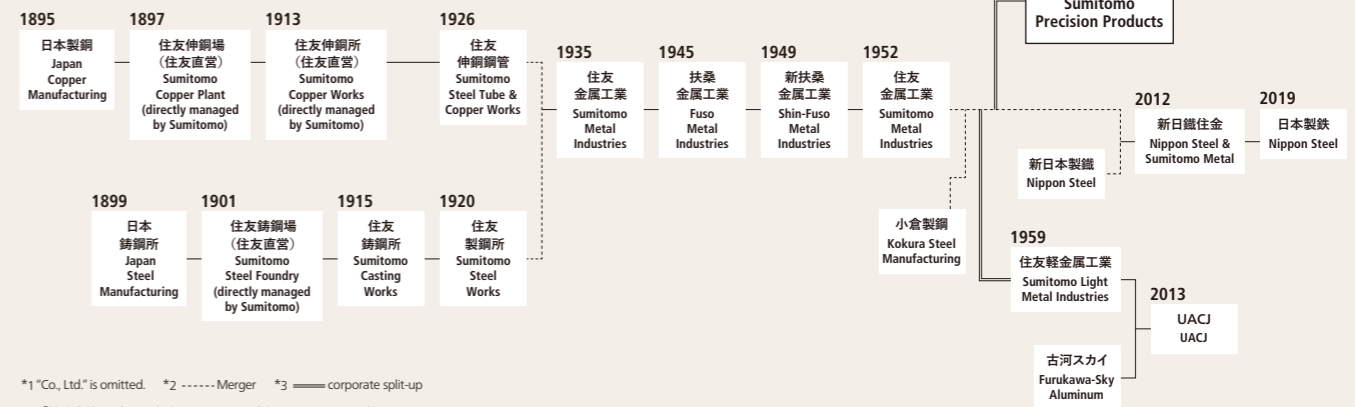 Sumitomo
Precision Products
1895
日本製銅
Japan
Copper
Manufacturing
1897
住友伸銅場
（住友直営）
Sumitomo
Copper Plant
(directly managed
by Sumitomo)
1913
住友伸銅所
（住友直営）
Sumitomo
Copper Works
(directly managed
by Sumitomo)
1926
住友
伸銅鋼管
Sumitomo
Steel Tube &
Copper Works
1935
住友
金属工業
Sumitomo
Metal
Industries
1945
扶桑
金属工業
Fuso
Metal
Industries
1949
新扶桑
金属工業
Shin-Fuso
Metal
Industries
1952
住友
金属工業
Sumitomo
Metal
Industries
2012
新日鐵住金
Nippon Steel &
Sumitomo Metal
2019
日本製鉄
Nippon Steel
新日本製鐵
Nippon Steel
1899
日本
鋳鋼所
Japan
Steel
Manufacturing
1901
住友鋳鋼場
（住友直営）
Sumitomo
Steel Foundry
(directly managed
by Sumitomo)
1915
住友
鋳鋼所
Sumitomo
Casting
Works
1920
住友
製鋼所
Sumitomo
Steel
Works
小倉製鋼
Kokura Steel
Manufacturing
1959
住友軽金属工業
Sumitomo Light
Metal Industries
2013
UACJ
UACJ
古河スカイ
Furukawa-Sky
Aluminum
*1 "Co., Ltd." is omitted. *2 ------ Merger *3 ═══ corporate split-up